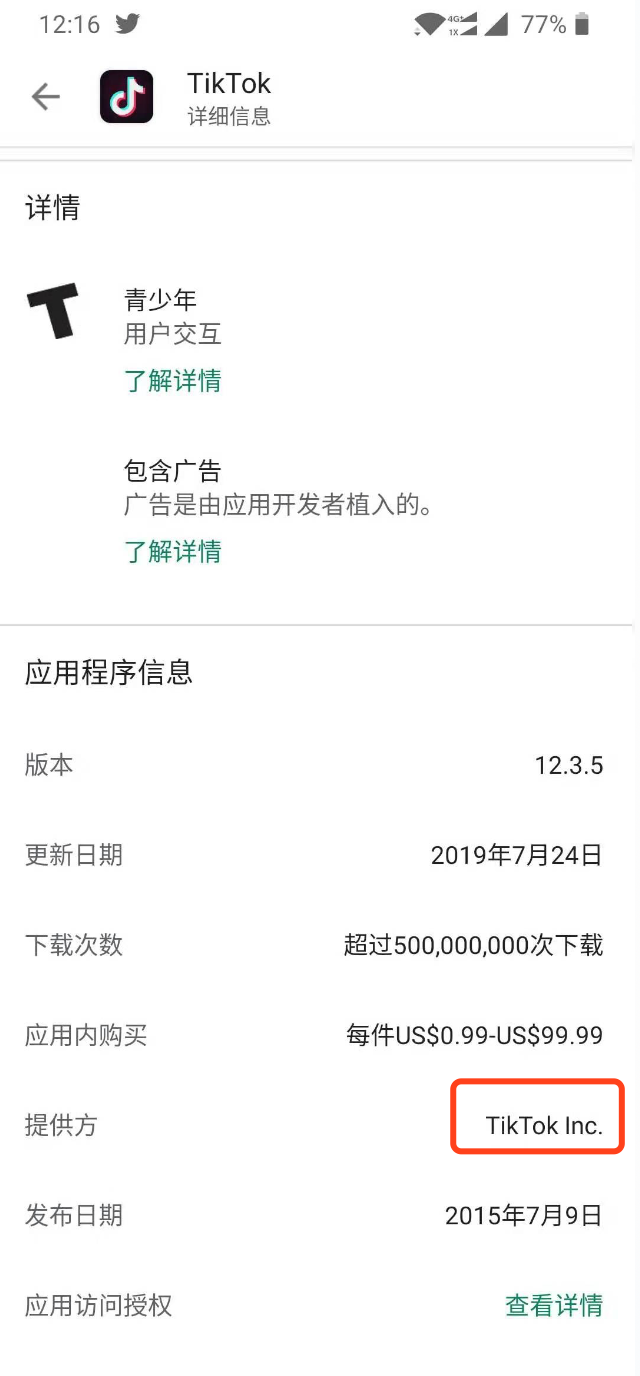 12:16
4G+
1X
77%
TikTok
详细信息
详情
T
青少年
用户交互
了解详情
包含广告
广告是由应用开发者植入的。
了解详情
应用程序信息
版本
12.3.5
更新日期
2019年7月24日
下载次数
超过500,000,000次下载
应用内购买
每件US$0.99-US$99.99
提供方
TikTok Inc.
发布日期
2015年7月9日
应用访问授权
查看详情